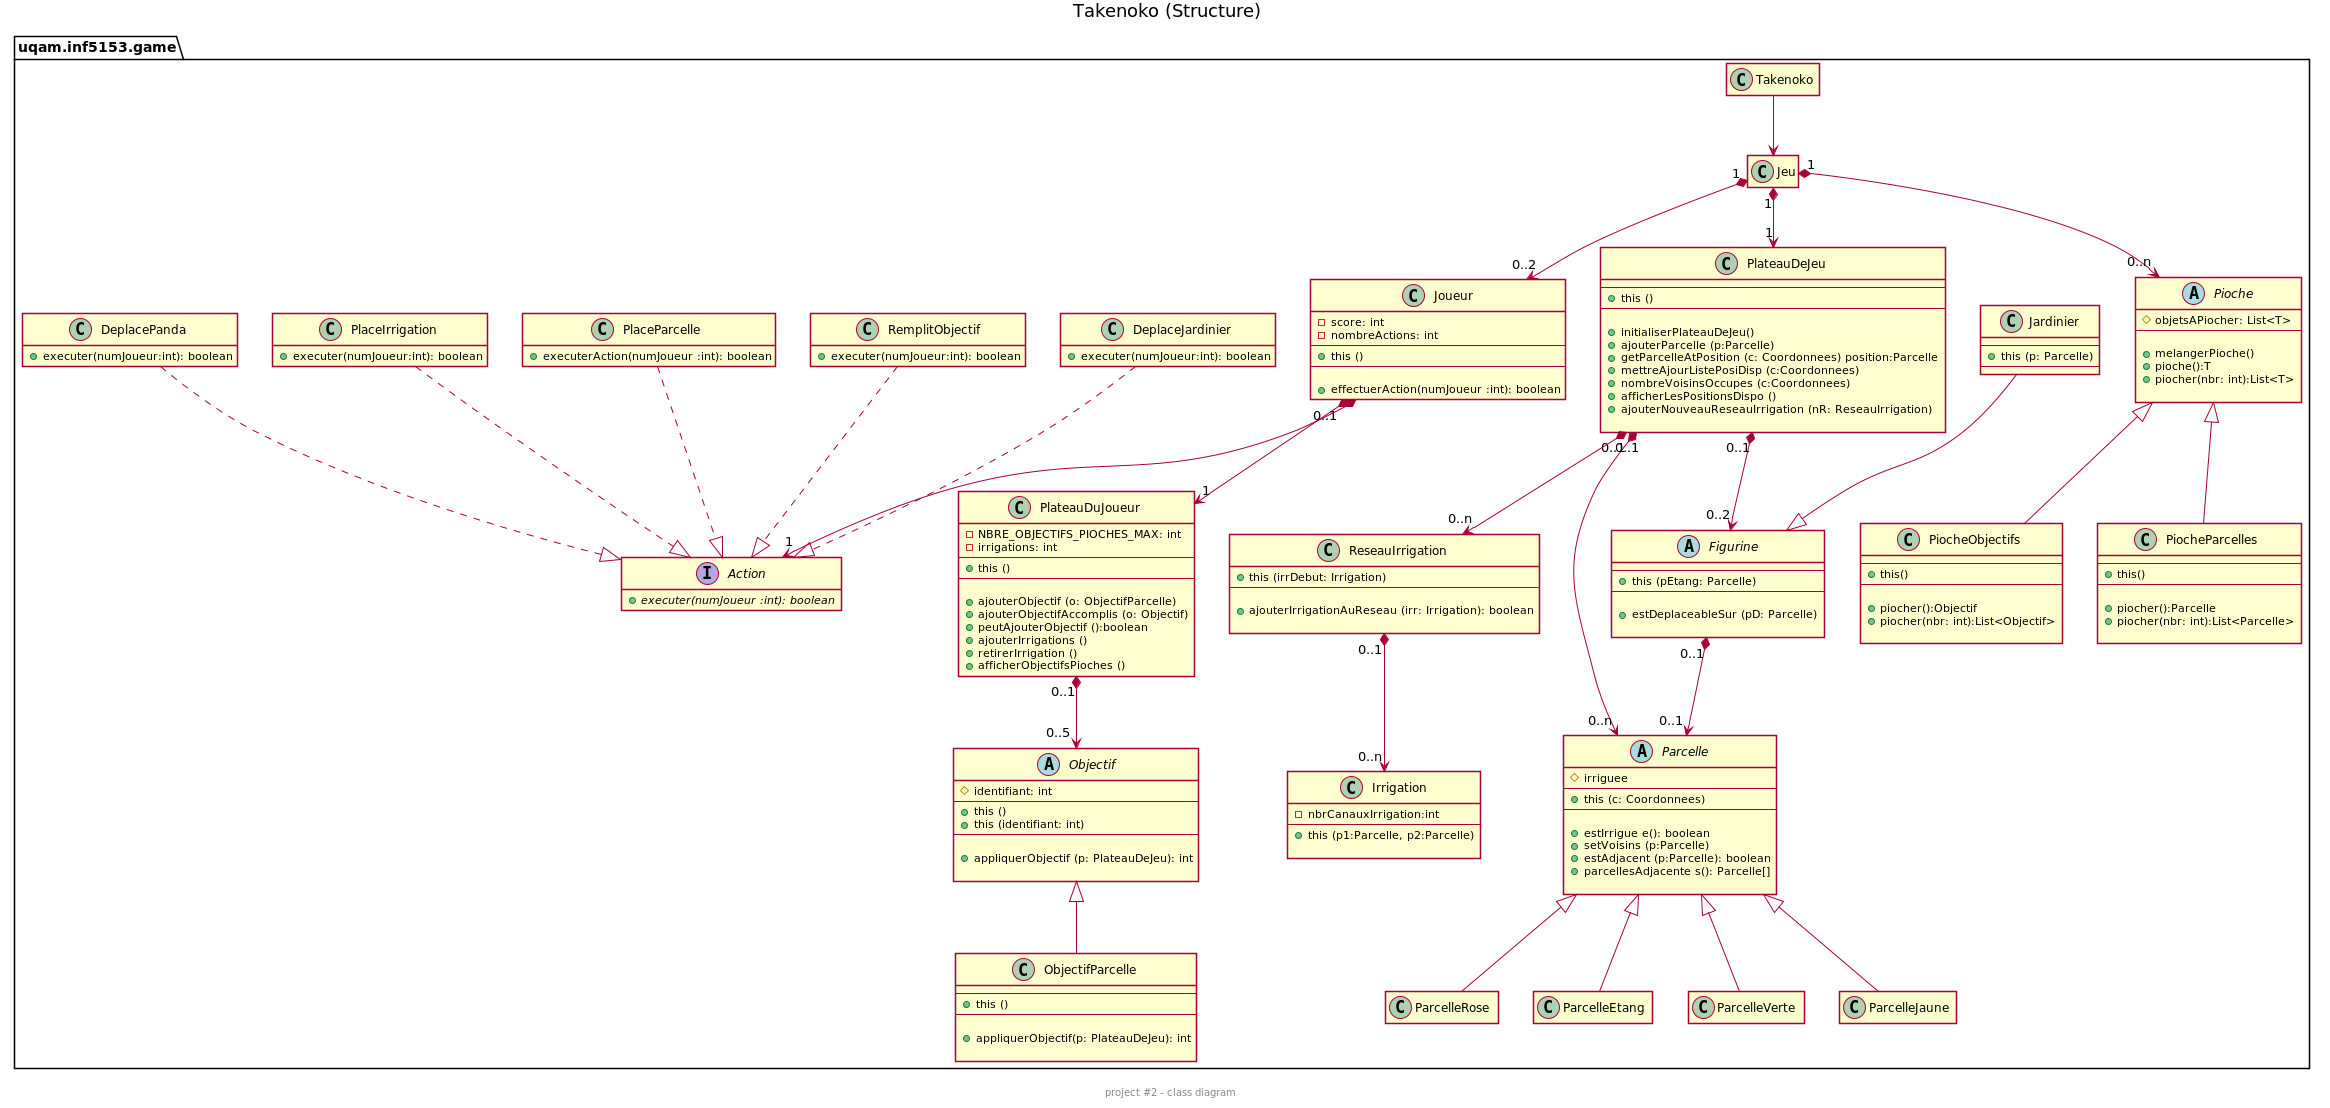 Takenoko (Structure)
uqam.inf5153.game
C Takenoko
C Jeu
1
1
1
1
0..2
0..n
C PlateauDeJeu
this ()
initialiserPlateauDeJeu()
ajouterParcelle (p:Parcelle)
getParcelleAtPosition (c: Coordonnees) position:Parcelle
mettreAjourListePosiDisp (c:Coordonnees)
nombreVoisinsOccupes (c:Coordonnees)
afficherLesPositionsDispo ()
ajouterNouveauReseauIrrigation (nR: ReseauIrrigation)
C Joueur
score: int
nombreActions: int
this ()
effectuerAction(numJoueur :int): boolean
A Pioche
objetsAPiocher: List<T>
melangerPioche()
pioche():T
piocher(nbr: int):List<T>
C Jardinier
this (p: Parcelle)
C DeplacePanda
executer(numJoueur:int): boolean
C PlaceIrrigation
executer(numJoueur:int): boolean
C PlaceParcelle
executerAction(numJoueur :int): boolean
C RemplitObjectif
executer(numJoueur:int): boolean
C DeplaceJardinier
executer(numJoueur:int): boolean
0..1
0..1
0..1
1
1
0..n
0..2
C PlateauDuJoueur
NBRE_OBJECTIFS_PIOCHES_MAX: int
irrigations: int
this ()
ajouterObjectif (o: ObjectifParcelle)
ajouterObjectifAccomplis (o: Objectif)
peutAjouterObjectif ():boolean
ajouterIrrigations ()
retirerIrrigation ()
afficherObjectifsPioches ()
I Action
executer(numJoueur :int): boolean
C ReseauIrrigation
this (irrDebut: Irrigation)
ajouterIrrigationAuReseau (irr: Irrigation): boolean
A Figurine
this (pEtang: Parcelle)
estDeplaceableSur (pD: Parcelle)
C PiocheObjectifs
this()
piocher():Objectif
piocher(nbr: int):List<Objectif>
C PiocheParcelles
this()
piocher():Parcelle
piocher(nbr: int):List<Parcelle>
0..1
0..1
0..1
0..5
0..n
0..n
0..1
A Objectif
identifiant: int
this ()
this (identifiant: int)
appliquerObjectif (p: PlateauDeJeu): int
C Irrigation
nbrCanauxIrrigation:int
this (p1:Parcelle, p2:Parcelle)
A Parcelle
irriguee
this (c: Coordonnees)
estIrrigue e(): boolean
setVoisins (p:Parcelle)
estAdjacent (p:Parcelle): boolean
parcellesAdjacente s(): Parcelle[]
C ObjectifParcelle
this ()
appliquerObjectif(p: PlateauDeJeu): int
C ParcelleRose
C ParcelleEtang
C ParcelleVerte
C ParcelleJaune
project #2 - class diagram